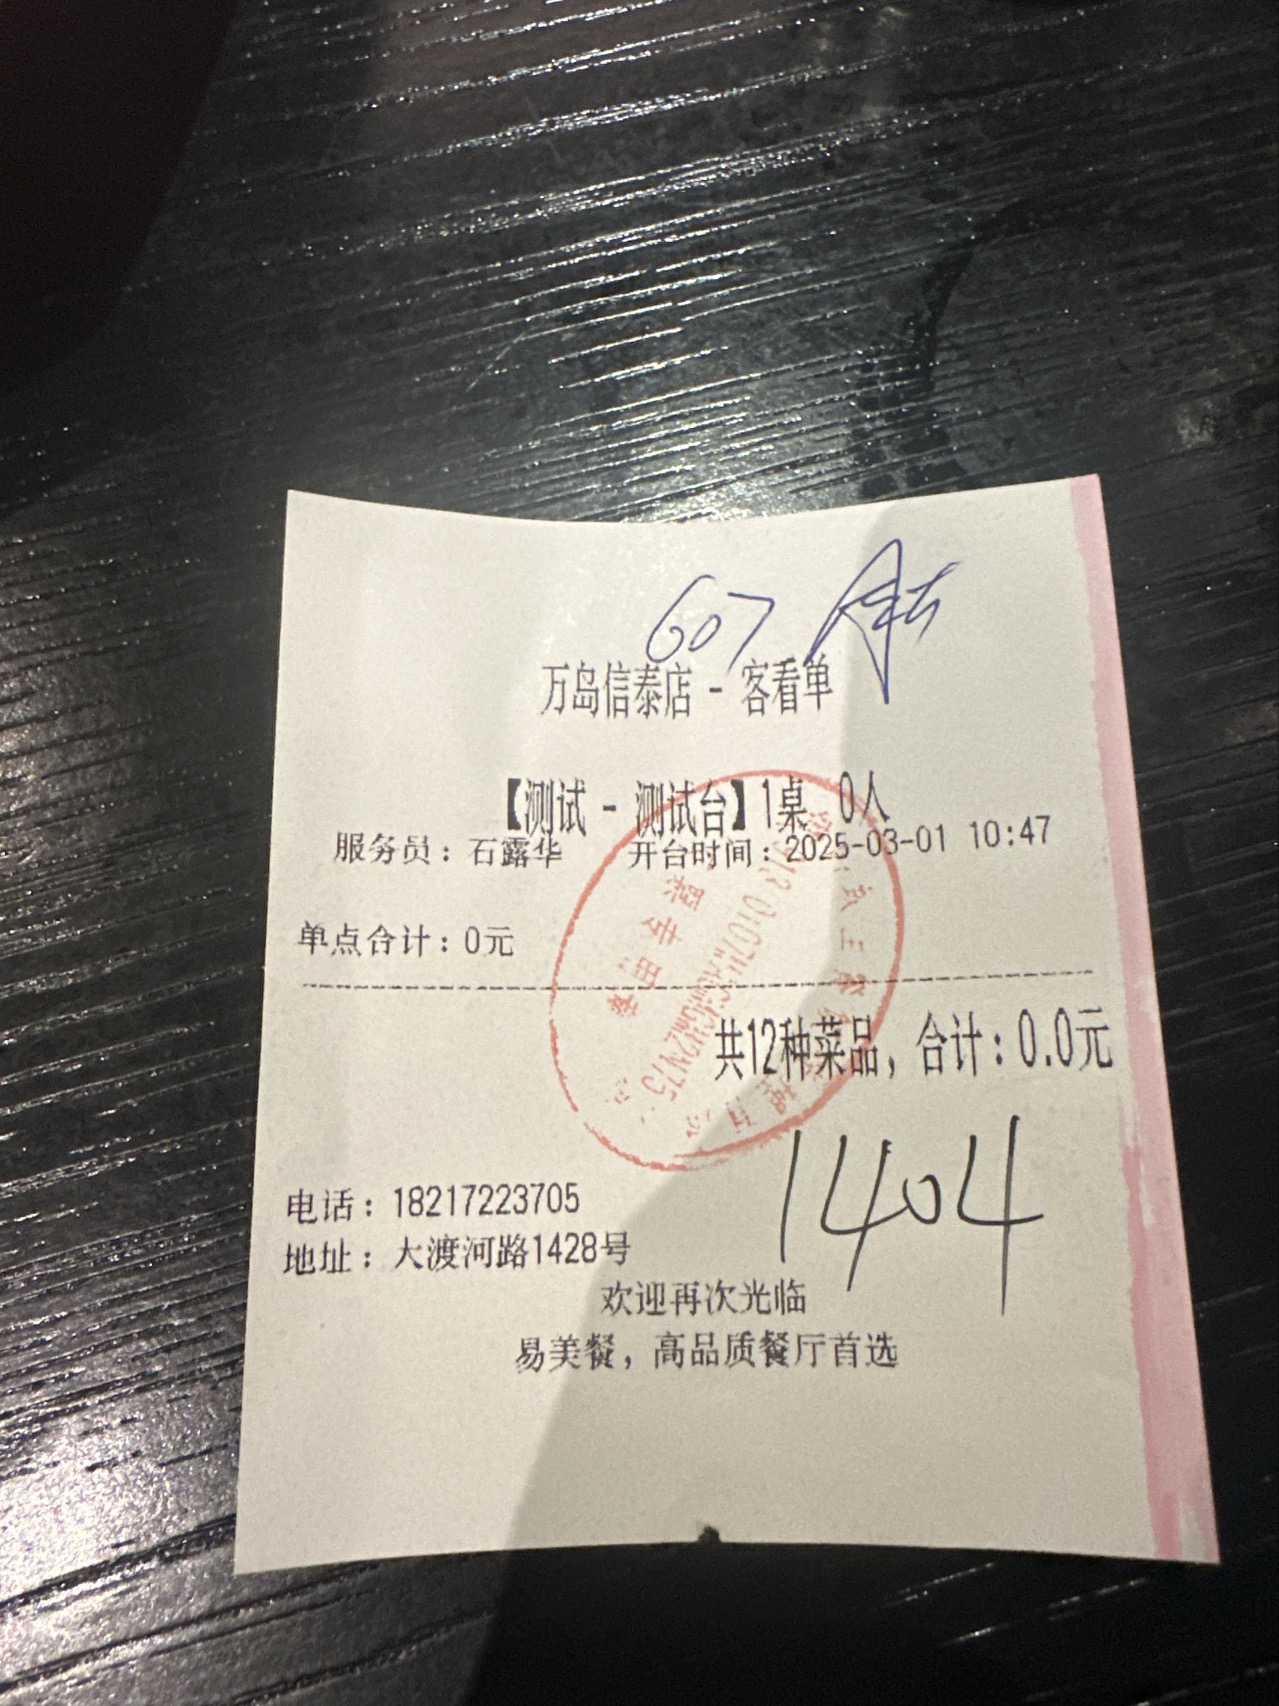 607
万岛信泰店 - 客看单
【测试 - 测试台】1桌 0人
服务员：石露华 开台时间：2025-03-01 10:47
单点合计：0元
共12种菜品，合计：0.0元
1404
电话：18217223705
地址：大渡河路1428号
欢迎再次光临
易美餐，高品质餐厅首选